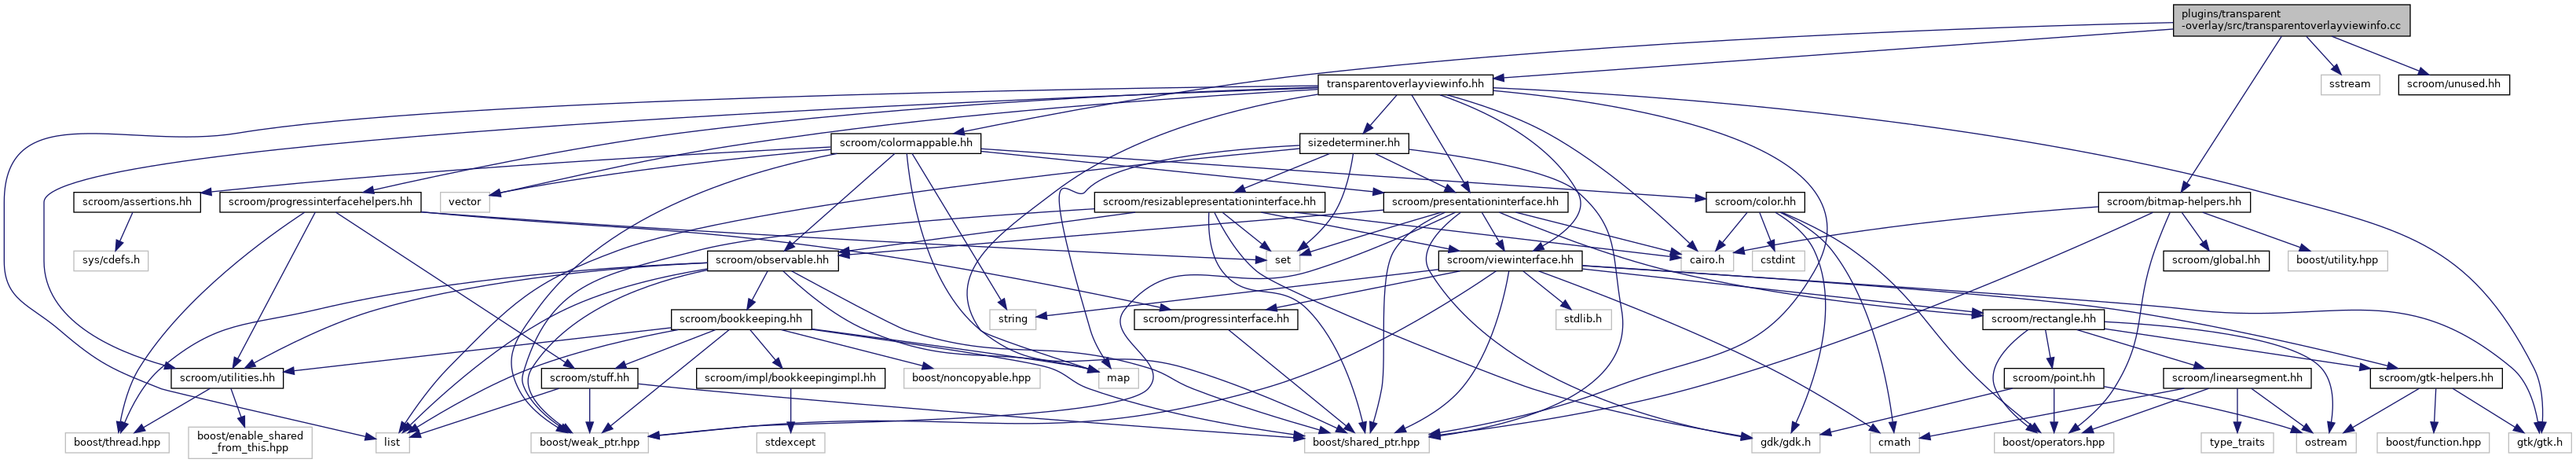 plugins/transparent
-overlay/src/transparentoverlayviewinfo.cc
transparentoverlayviewinfo.hh
sstream
scroom/unused.hh
scroom/colormappable.hh
sizedeterminer.hh
scroom/assertions.hh
scroom/progressinterfacehelpers.hh
vector
scroom/resizablepresentationinterface.hh
scroom/presentationinterface.hh
scroom/color.hh
scroom/bitmap-helpers.hh
sys/cdefs.h
scroom/observable.hh
set
scroom/viewinterface.hh
cairo.h
cstdint
scroom/global.hh
boost/utility.hpp
scroom/bookkeeping.hh
string
scroom/progressinterface.hh
stdlib.h
scroom/rectangle.hh
scroom/utilities.hh
scroom/stuff.hh
scroom/impl/bookkeepingimpl.hh
boost/noncopyable.hpp
map
scroom/point.hh
scroom/linearsegment.hh
scroom/gtk-helpers.hh
boost/thread.hpp
boost/enable_shared
_from_this.hpp
list
boost/weak_ptr.hpp
stdexcept
boost/shared_ptr.hpp
gdk/gdk.h
cmath
boost/operators.hpp
type_traits
ostream
boost/function.hpp
gtk/gtk.h